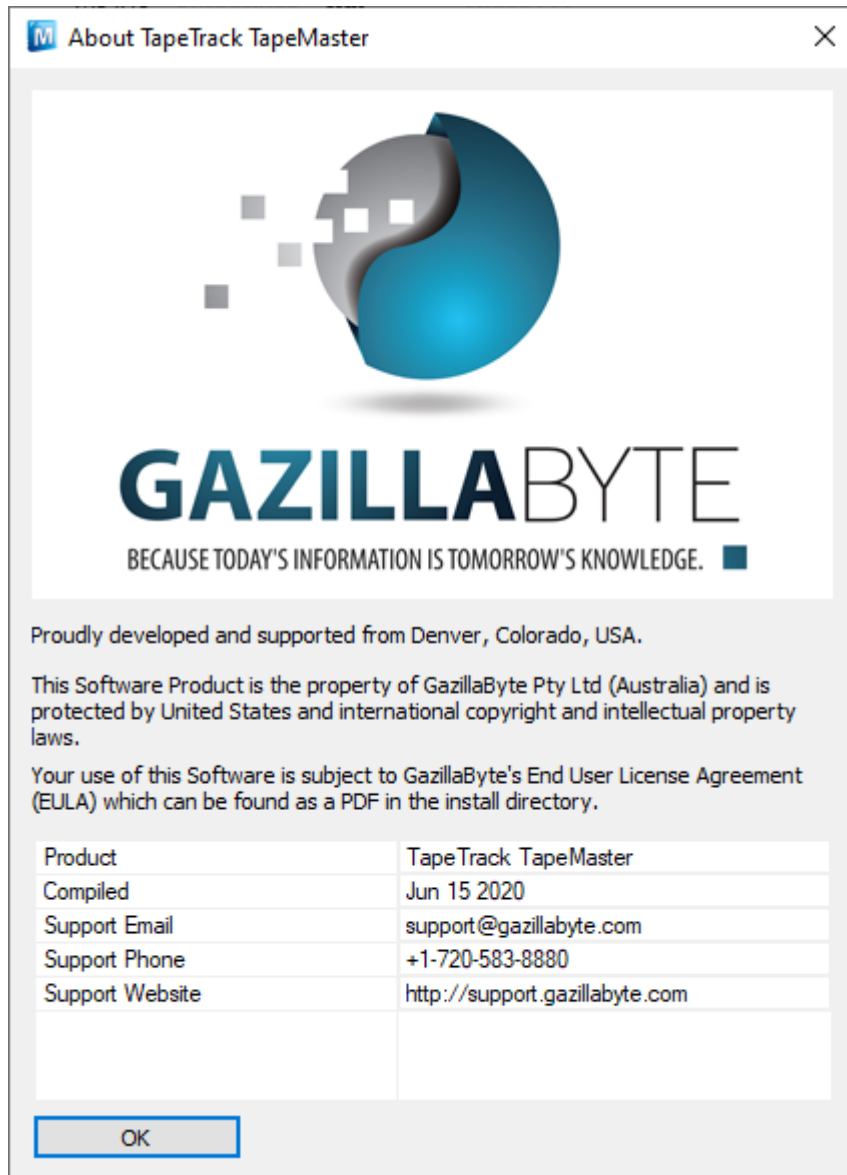 About TapeTrack TapeMaster
GAZILLABYTE
BECAUSE TODAY'S INFORMATION IS TOMORROW'S KNOWLEDGE.
Proudly developed and supported from Denver, Colorado, USA.
This Software Product is the property of GazillaByte Pty Ltd (Australia) and is
protected by United States and international copyright and intellectual property
laws.
Your use of this Software is subject to GazillaByte's End User License Agreement
(EULA) which can be found as a PDF in the install directory.
Product TapeTrack TapeMaster
Compiled Jun 15 2020
Support Email support@gazillabyte.com
Support Phone +1-720-583-8880
Support Website http://support.gazillabyte.com
OK